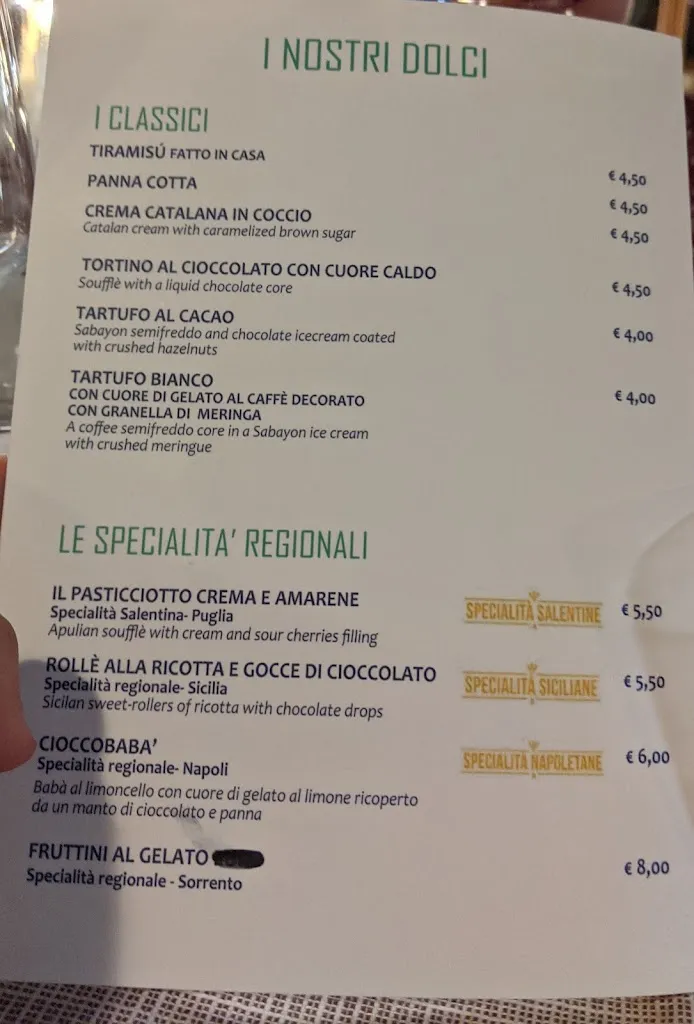 I NOSTRI DOLCI
I CLASSICI
TIRAMISÚ FATTO IN CASA € 4,50
PANNA COTTA € 4,50
CREMA CATALANA IN COCCIO € 4,50
Catalan cream with caramelized brown sugar
TORTINO AL CIOCCOLATO CON CUORE CALDO € 4,50
Soufflè with a liquid chocolate core
TARTUFO AL CACAO € 4,00
Sabayon semifreddo and chocolate icecream coated
with crushed hazelnuts
TARTUFO BIANCO € 4,00
CON CUORE DI GELATO AL CAFFÈ DECORATO
CON GRANELLA DI MERINGA
A coffee semifreddo core in a Sabayon ice cream
with crushed meringue
LE SPECIALITA' REGIONALI
IL PASTICCIOTTO CREMA E AMARENE SPECIALITÀ SALENTINE € 5,50
Specialità Salentina- Puglia
Apulian soufflè with cream and sour cherries filling
ROLLÈ ALLA RICOTTA E GOCCE DI CIOCCOLATO SPECIALITÀ SICILIANE € 5,50
Specialità regionale- Sicilia
Sicilan sweet-rollers of ricotta with chocolate drops
CIOCCOBABA' SPECIALITÀ NAPOLETANE € 6,00
Specialità regionale- Napoli
Babà al limoncello con cuore di gelato al limone ricoperto
da un manto di cioccolato e panna
FRUTTINI AL GELATO € 8,00
Specialità regionale - Sorrento